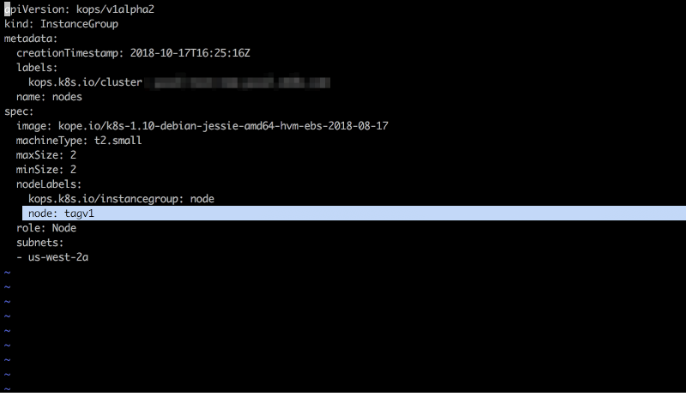 apiVersion: kops/v1alpha2
kind: InstanceGroup
metadata:
  creationTimestamp: 2018-10-17T16:25:16Z
  labels:
    kops.k8s.io/cluster
  name: nodes
spec:
  image: kope.io/k8s-1.10-debian-jessie-amd64-hvm-ebs-2018-08-17
  machineType: t2.small
  maxSize: 2
  minSize: 2
  nodeLabels:
    kops.k8s.io/instancegroup: node
    node: tagv1
  role: Node
  subnets:
  - us-west-2a
~
~
~
~
~
~
~
~
~